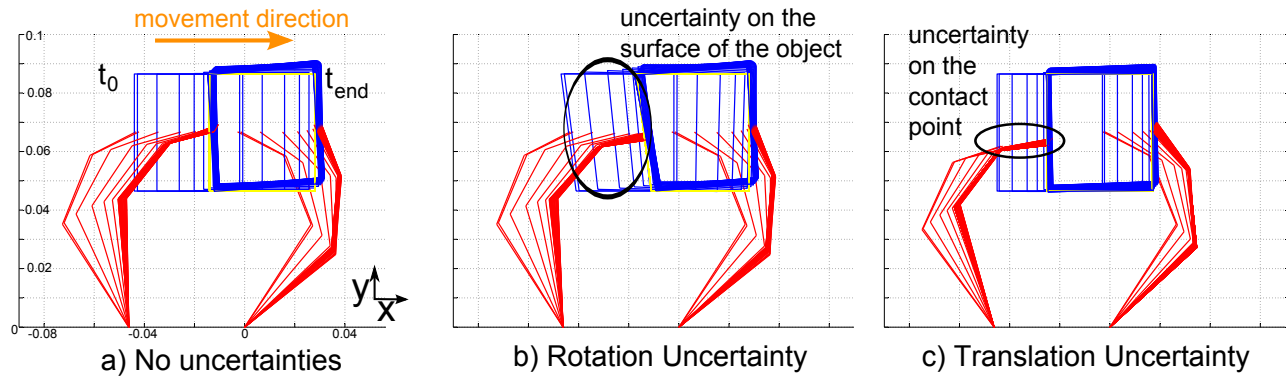 movement direction
uncertainty on the
surface of the object
uncertainty
on the
contact
point
0.1
0.08
0.06
0.04
0.02
0
t0
tend
y
x
-0.08
-0.04
0
0.04
a) No uncertainties
b) Rotation Uncertainty
c) Translation Uncertainty